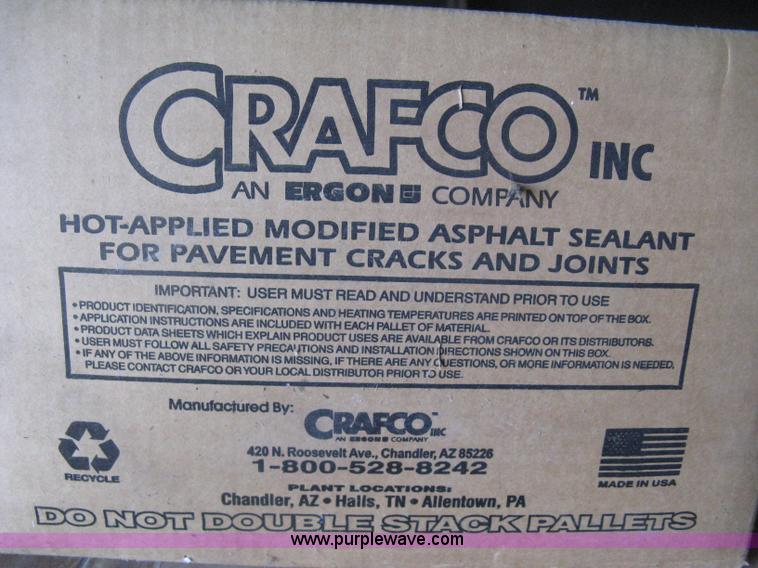 CRAFCO™ INC
AN ERGON COMPANY
HOT-APPLIED MODIFIED ASPHALT SEALANT
FOR PAVEMENT CRACKS AND JOINTS
IMPORTANT: USER MUST READ AND UNDERSTAND PRIOR TO USE
• PRODUCT IDENTIFICATION, SPECIFICATIONS AND HEATING TEMPERATURES ARE PRINTED ON TOP OF THE BOX.
• APPLICATION INSTRUCTIONS ARE INCLUDED WITH EACH PALLET OF MATERIAL.
• PRODUCT DATA SHEETS WHICH EXPLAIN PRODUCT USES ARE AVAILABLE FROM CRAFCO OR ITS DISTRIBUTORS.
• USER MUST FOLLOW ALL SAFETY PRECAUTIONS AND INSTALLATION DIRECTIONS SHOWN ON THIS BOX.
• IF ANY OF THE ABOVE INFORMATION IS MISSING, IF THERE ARE ANY QUESTIONS, OR MORE INFORMATION IS NEEDED,
PLEASE CONTACT CRAFCO OR YOUR LOCAL DISTRIBUTOR PRIOR TO USE.
Manufactured By:
CRAFCO™ INC
AN ERGON COMPANY
420 N. Roosevelt Ave., Chandler, AZ 85226
1-800-528-8242
RECYCLE
MADE IN USA
PLANT LOCATIONS:
Chandler, AZ • Halls, TN • Allentown, PA
DO NOT DOUBLE STACK PALLETS
www.purplewave.com